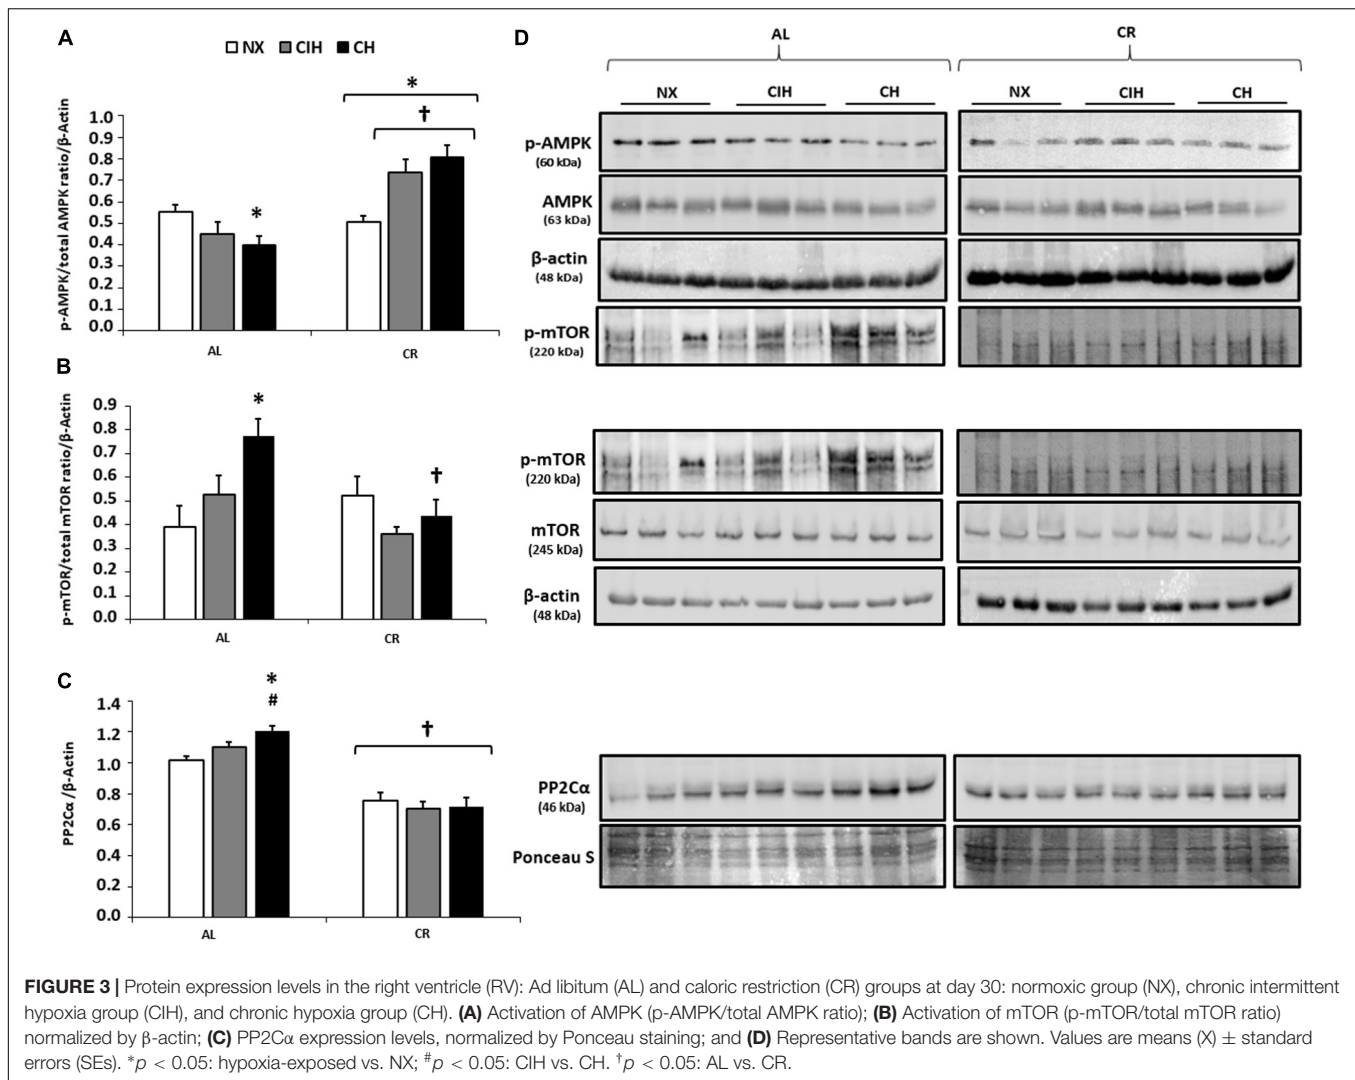 A
NX CIH CH
*
†
p-AMPK/total AMPK ratio/β-Actin
1.0
0.9
0.8
0.7
0.6
0.5
0.4
0.3
0.2
0.1
0.0
*
AL CR
B
p-mTOR/total mTOR ratio/β-Actin
0.9
0.8
0.7
0.6
0.5
0.4
0.3
0.2
0.1
0.0
*
†
AL CR
C
PP2Cα/β-Actin
1.4
1.2
1.0
0.8
0.6
0.4
0.2
0.0
*
#
†
AL CR
D
AL CR
NX CIH CH NX CIH CH
p-AMPK
(60 kDa)
AMPK
(63 kDa)
β-actin
(48 kDa)
p-mTOR
(220 kDa)
p-mTOR
(220 kDa)
mTOR
(245 kDa)
β-actin
(48 kDa)
PP2Cα
(46 kDa)
Ponceau S
FIGURE 3 | Protein expression levels in the right ventricle (RV): Ad libitum (AL) and caloric restriction (CR) groups at day 30: normoxic group (NX), chronic intermittent
hypoxia group (CIH), and chronic hypoxia group (CH). (A) Activation of AMPK (p-AMPK/total AMPK ratio); (B) Activation of mTOR (p-mTOR/total mTOR ratio)
normalized by β-actin; (C) PP2Cα expression levels, normalized by Ponceau staining; and (D) Representative bands are shown. Values are means (X) ± standard
errors (SEs). *p < 0.05: hypoxia-exposed vs. NX; #p < 0.05: CIH vs. CH. †p < 0.05: AL vs. CR.